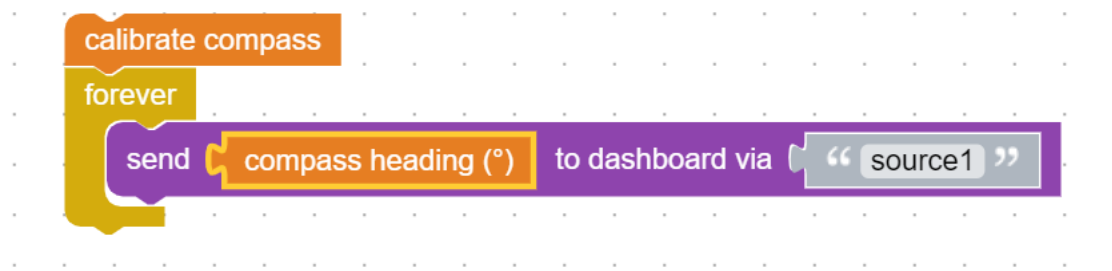 calibrate compass
forever
send compass heading (°) to dashboard via “ source1 ”